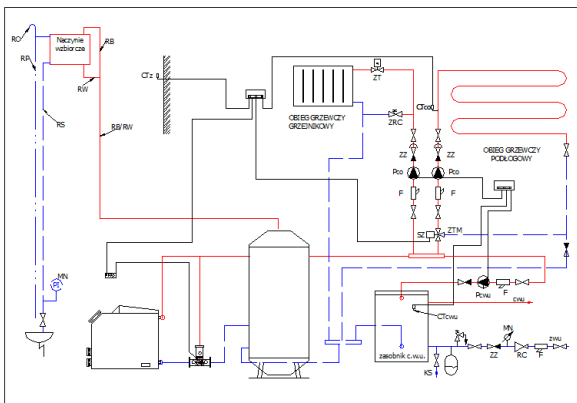 RO
RP
Naczynie
wzbiorcze
RB
RW
RS
RB/RW
CTz
ZT
ZRC
OBIEG GRZEWCZY
GRZEJNIKOWY
CTco
ZZ
ZZ
OBIEG GRZEWCZY
PODŁOGOWY
Pco
Pco
F
F
SZ
ZTM
MN
PI
Pcwu
F
cwu
CTcwu
zasobnik c.w.u.
KS
MN
ZZ
RC
F
zwu